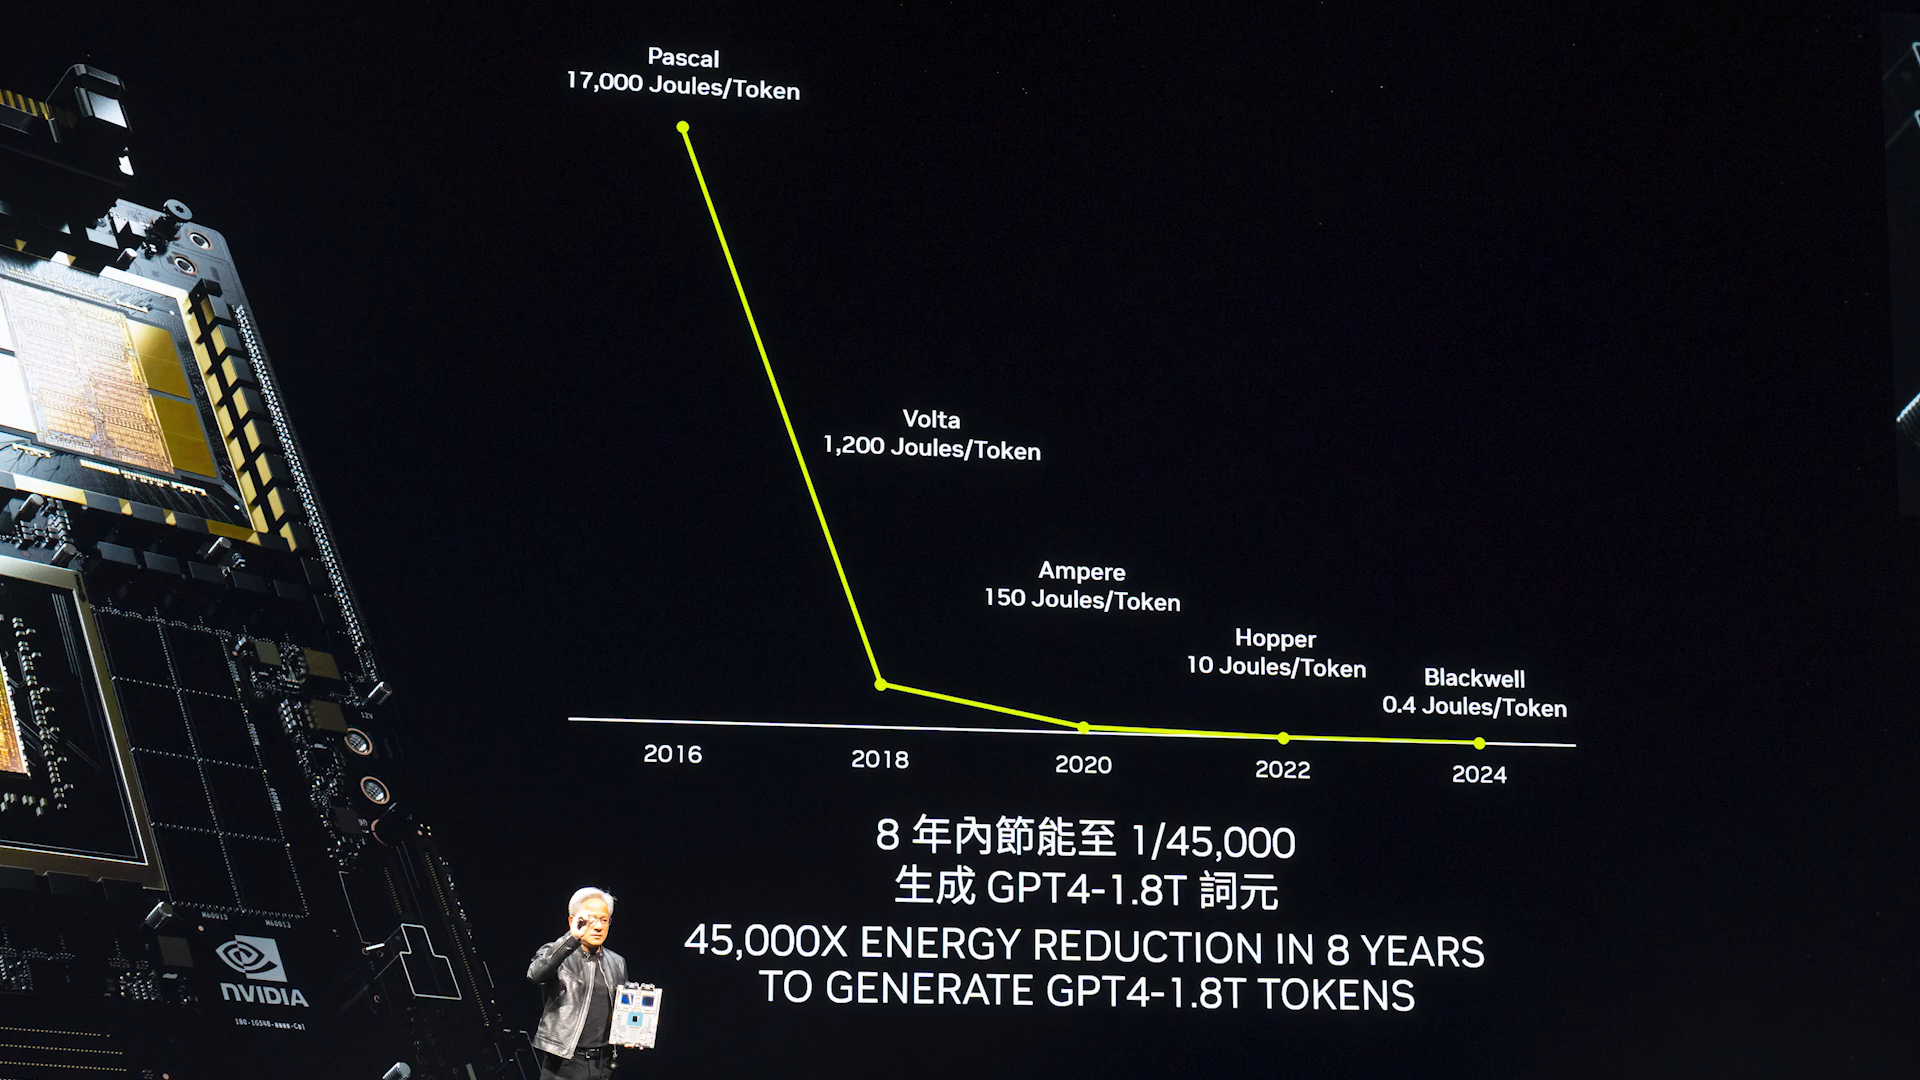 Pascal
17,000 Joules/Token
Volta
1,200 Joules/Token
Ampere
150 Joules/Token
Hopper
10 Joules/Token
Blackwell
0.4 Joules/Token
2016
2018
2020
2022
2024
8 年內節能至 1/45,000
生成 GPT4-1.8T 詞元
45,000X ENERGY REDUCTION IN 8 YEARS
TO GENERATE GPT4-1.8T TOKENS
12V
M60015
M60013
NVIDIA